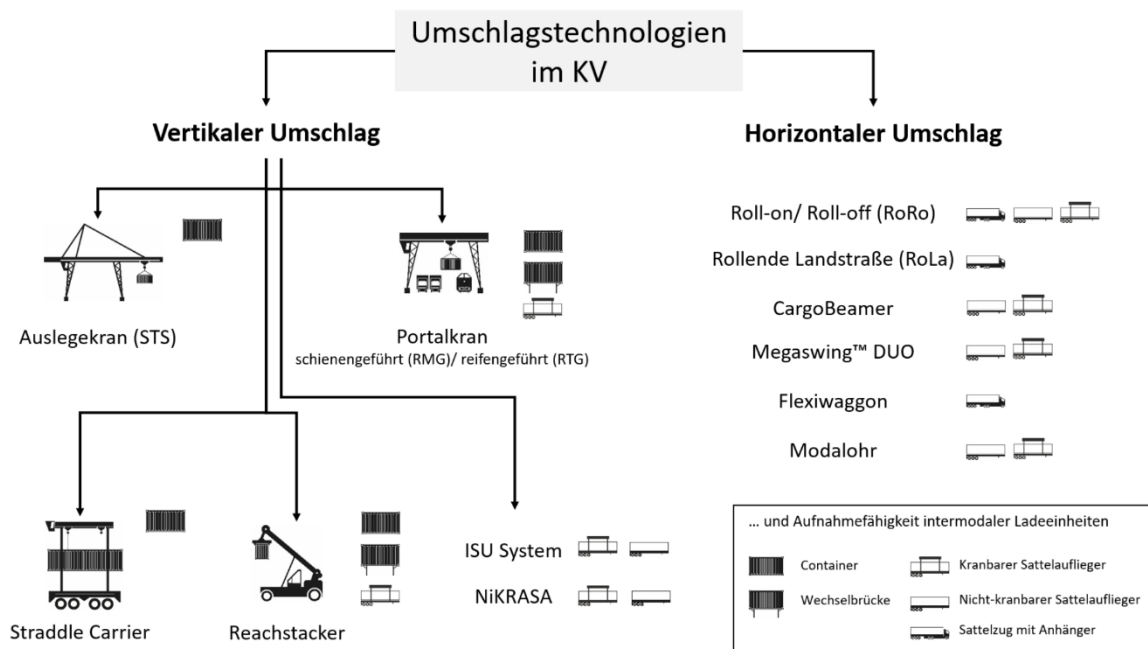 Umschlagstechnologien
im KV
Vertikaler Umschlag
Horizontaler Umschlag
Auslegekran (STS)
Portalkran
schienengeführt (RMG)/ reifengeführt (RTG)
Straddle Carrier
Reachstacker
ISU System
NiKRASA
Roll-on/ Roll-off (RoRo)
Rollende Landstraße (RoLa)
CargoBeamer
Megaswing™ DUO
Flexiwaggon
Modalohr
... und Aufnahmefähigkeit intermodaler Ladeeinheiten
Container
Kranbarer Sattelauflieger
Wechselbrücke
Nicht-kranbarer Sattelauflieger
Sattelzug mit Anhänger